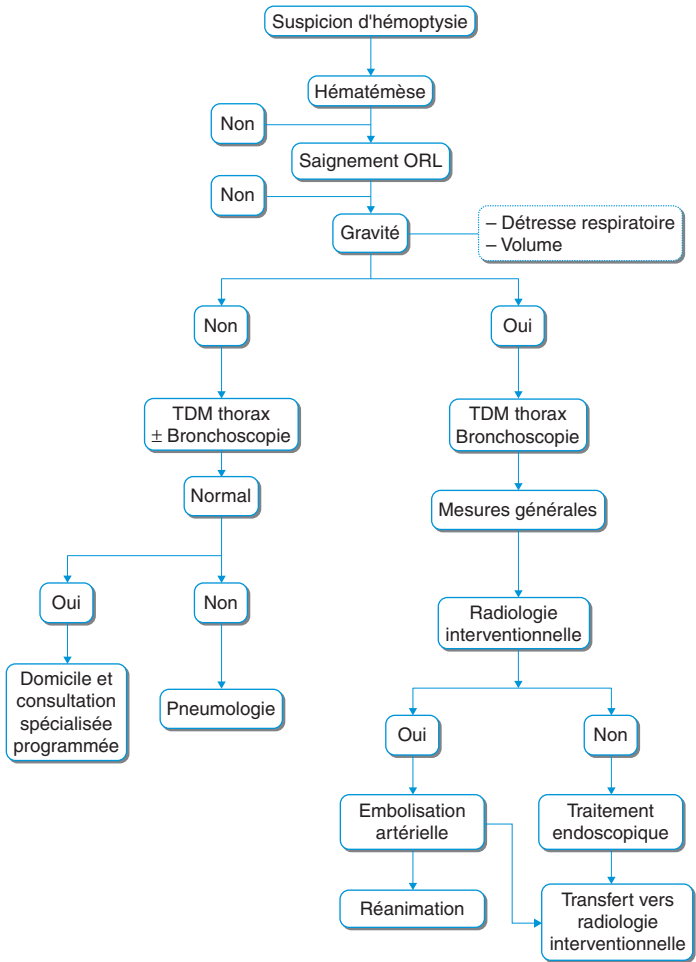 Suspicion d'hémoptysie
Hématémèse
Non
Saignement ORL
Non
Gravité
– Détresse respiratoire
– Volume
Non
Oui
TDM thorax
± Bronchoscopie
TDM thorax
Bronchoscopie
Normal
Mesures générales
Oui
Non
Radiologie
interventionnelle
Domicile et
consultation
spécialisée
programmée
Pneumologie
Oui
Non
Embolisation
artérielle
Traitement
endoscopique
Réanimation
Transfert vers
radiologie
interventionnelle